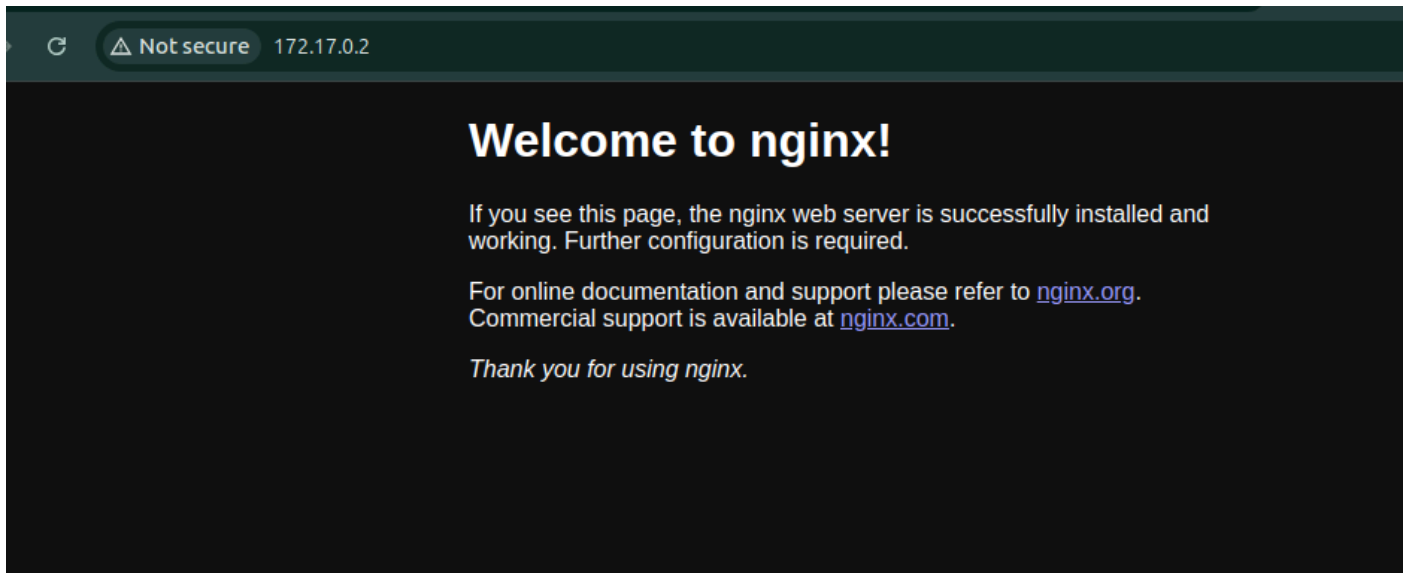 Not secure 172.17.0.2
Welcome to nginx!
If you see this page, the nginx web server is successfully installed and
working. Further configuration is required.
For online documentation and support please refer to nginx.org.
Commercial support is available at nginx.com.
Thank you for using nginx.